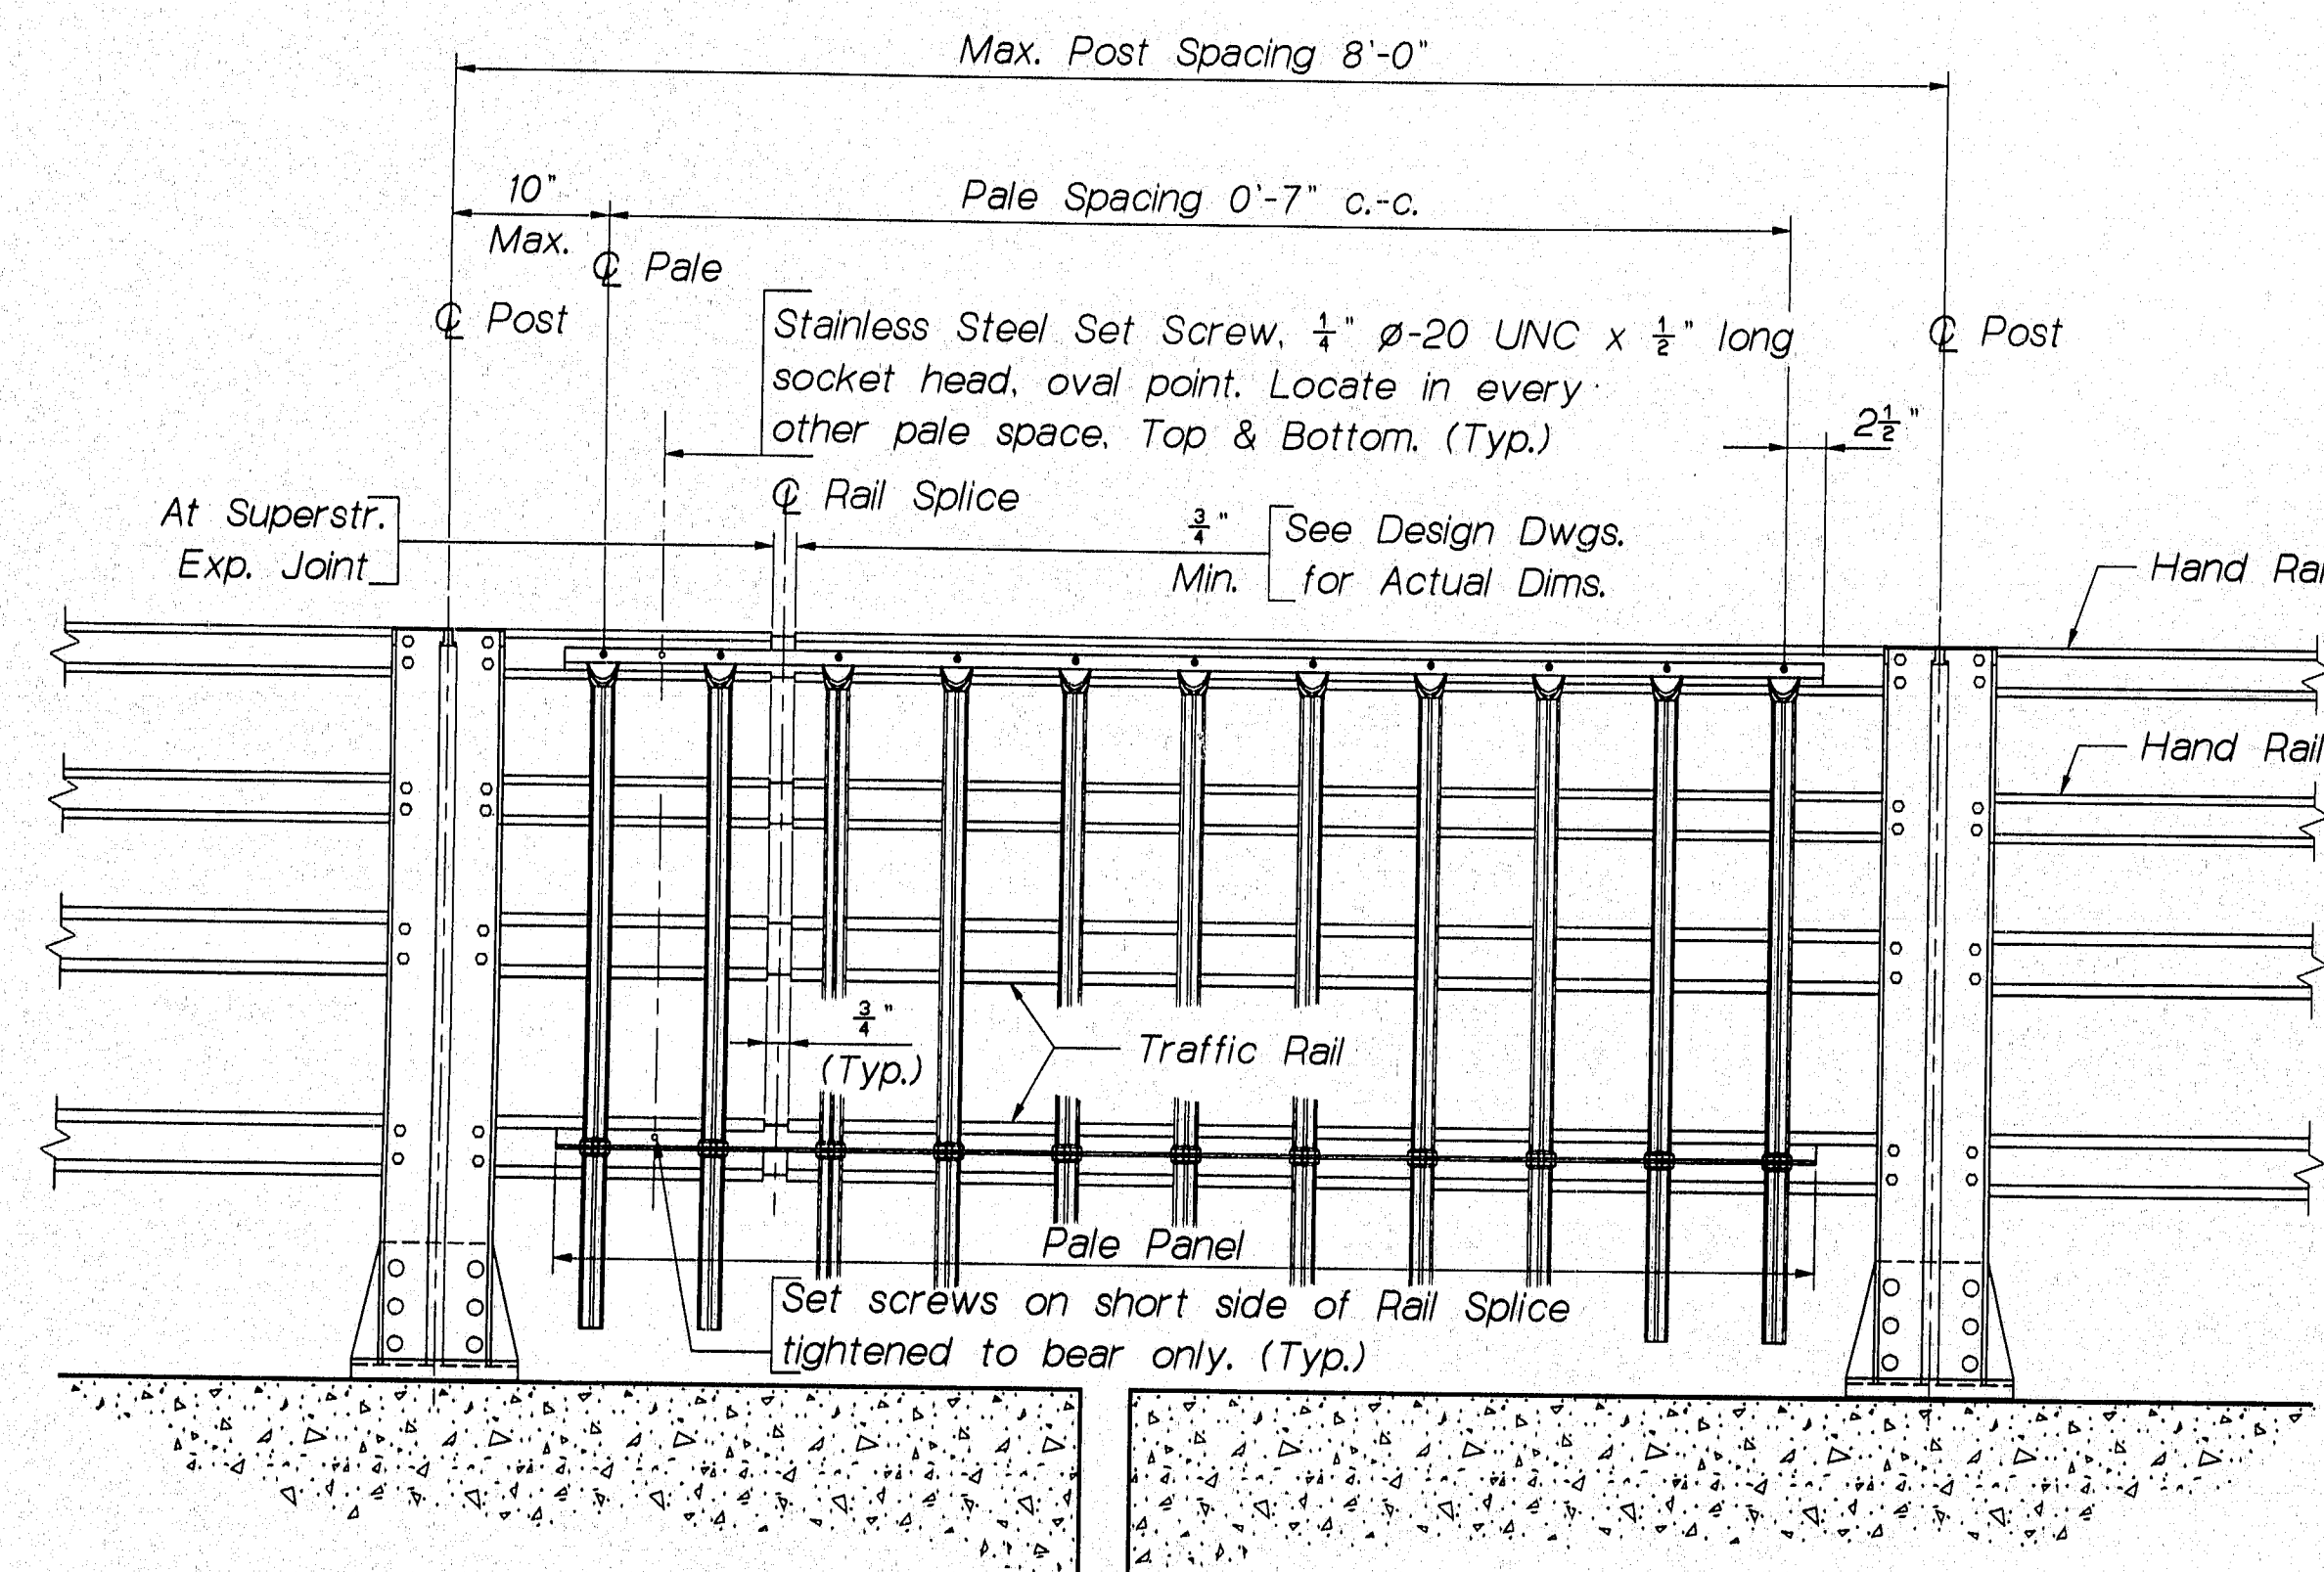 Max. Post Spacing 8'-0"
10"
Max.
Pale Spacing 0'-7" c.-c.
℄ Pale
℄ Post
Stainless Steel Set Screw, 1/4" ø-20 UNC x 1/2" long
socket head, oval point. Locate in every
other pale space, Top & Bottom. (Typ.)
℄ Post
2 1/2"
℄ Rail Splice
At Superstr.
Exp. Joint
3/4"
Min.
See Design Dwgs.
for Actual Dims.
Hand Rai
Hand Rail
3/4"
(Typ.)
Traffic Rail
Pale Panel
Set screws on short side of Rail Splice
tightened to bear only. (Typ.)